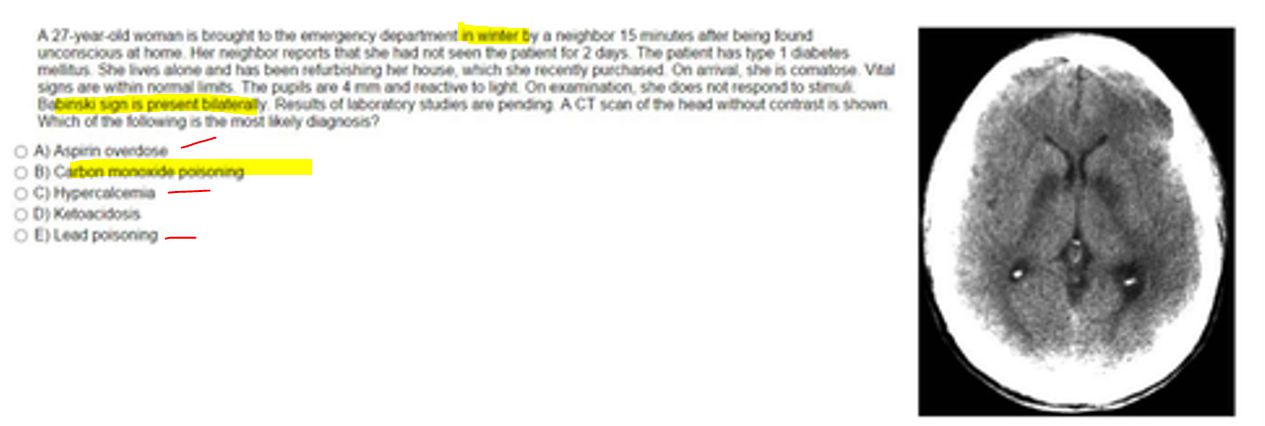 A 27-year-old woman is brought to the emergency department in winter by a neighbor 15 minutes after being found
unconscious at home. Her neighbor reports that she had not seen the patient for 2 days. The patient has type 1 diabetes
mellitus. She lives alone and has been refurbishing her house, which she recently purchased. On arrival, she is comatose. Vital
signs are within normal limits. The pupils are 4 mm and reactive to light. On examination, she does not respond to stimuli.
Babinski sign is present bilaterally. Results of laboratory studies are pending. A CT scan of the head without contrast is shown.
Which of the following is the most likely diagnosis?
A) Aspirin overdose
B) Carbon monoxide poisoning
C) Hypercalcemia
D) Ketoacidosis
E) Lead poisoning